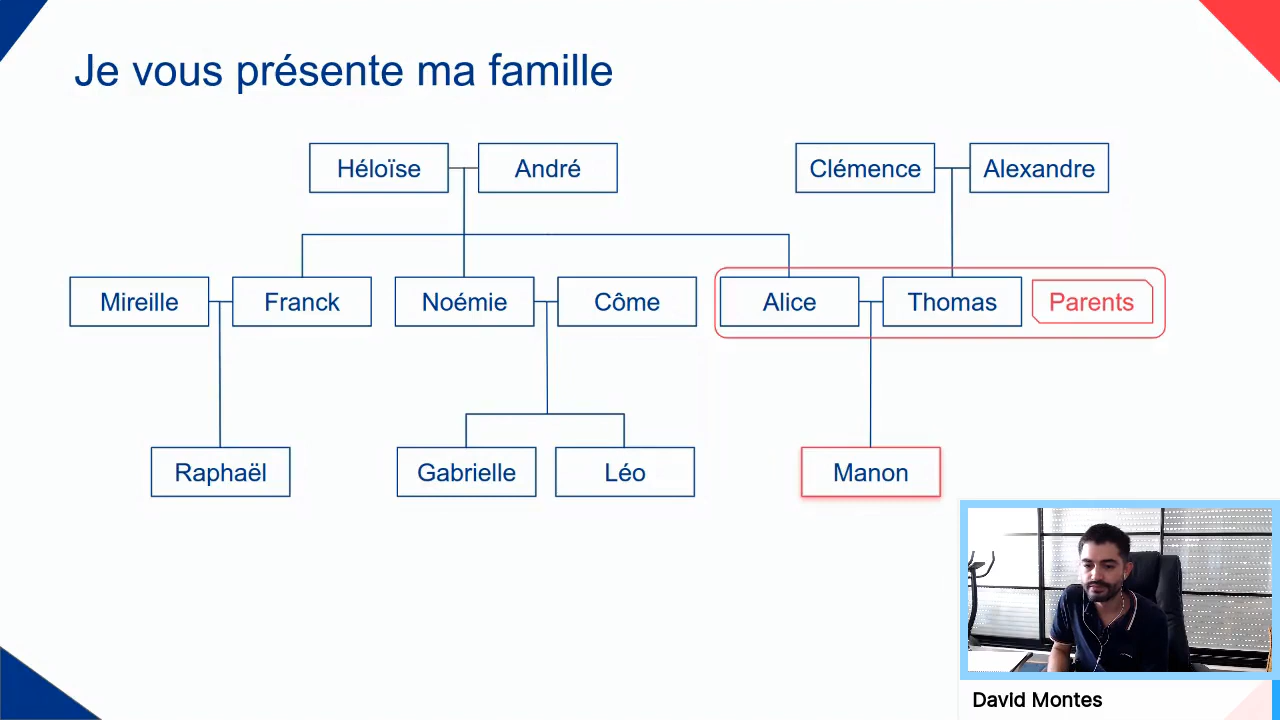 Je vous présente ma famille
Héloïse
André
Clémence
Alexandre
Mireille
Franck
Noémie
Côme
Alice
Thomas
Parents
Raphaël
Gabrielle
Léo
Manon
David Montes